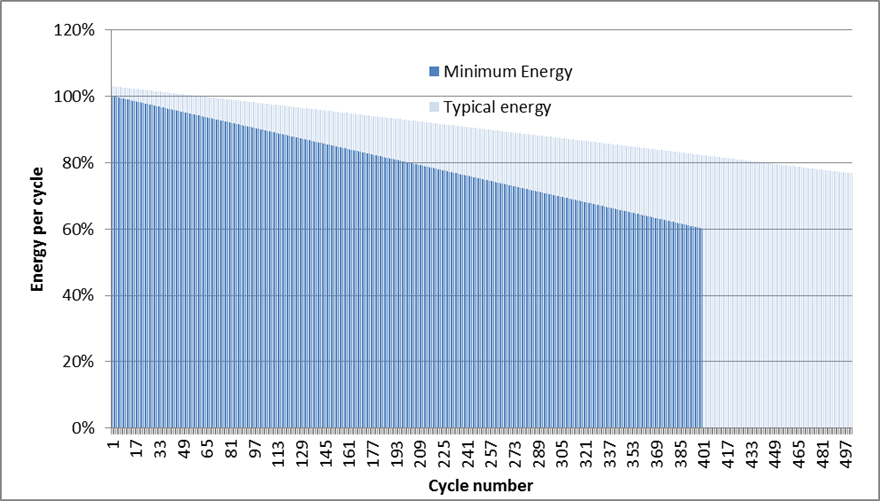 120%
100%
80%
60%
40%
20%
0%
Energy per cycle
Minimum Energy
Typical energy
1 17 33 49 65 81 97 113 129 145 161 177 193 209 225 241 257 273 289 305 321 337 353 369 385 401 417 433 449 465 481 497
Cycle number